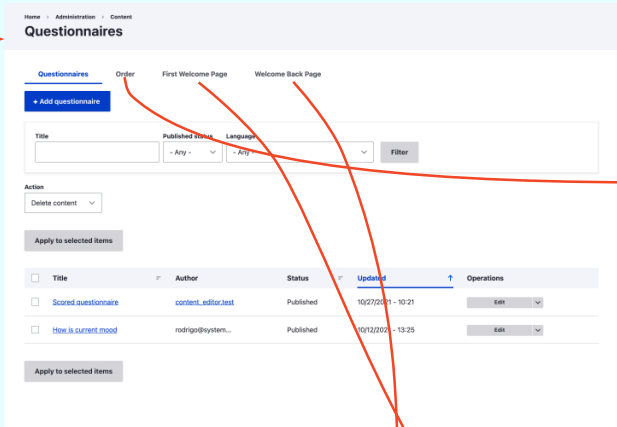 Home › Administration › Content
Questionnaires
Questionnaires Order First Welcome Page Welcome Back Page
+ Add questionnaire
Title Published status Language
- Any - - Any - Filter
Action
Delete content
Apply to selected items
Title Author Status Updated ↑ Operations
Scored questionnaire content_editor.test Published 10/27/2021 - 10:21 Edit
How is current mood rodrigo@system... Published 10/12/2021 - 13:25 Edit
Apply to selected items